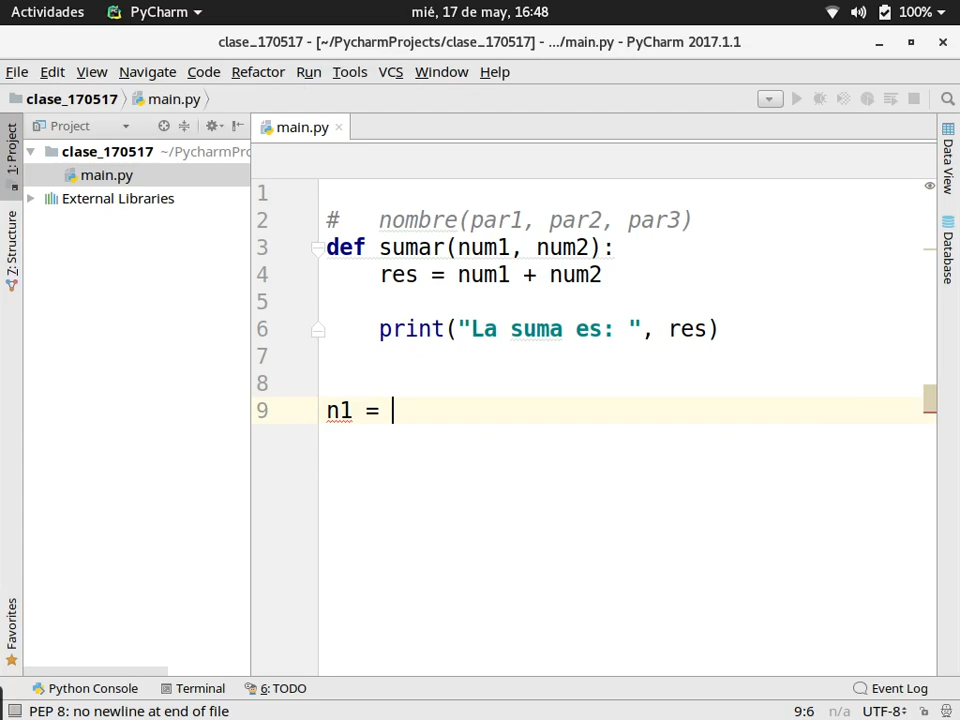 Actividades PyCharm mié, 17 de may, 16:48 100%
clase_170517 - [~/PycharmProjects/clase_170517] - .../main.py - PyCharm 2017.1.1
File Edit View Navigate Code Refactor Run Tools VCS Window Help
clase_170517 main.py
Project main.py
1: Project
clase_170517 ~/PycharmPro
main.py
External Libraries
7: Structure
Favorites
1
2 #   nombre(par1, par2, par3)
3 def sumar(num1, num2):
4     res = num1 + num2
5
6     print("La suma es: ", res)
7
8
9 n1 =
Data View
Database
Python Console Terminal 6: TODO Event Log
PEP 8: no newline at end of file 9:6 n/a UTF-8